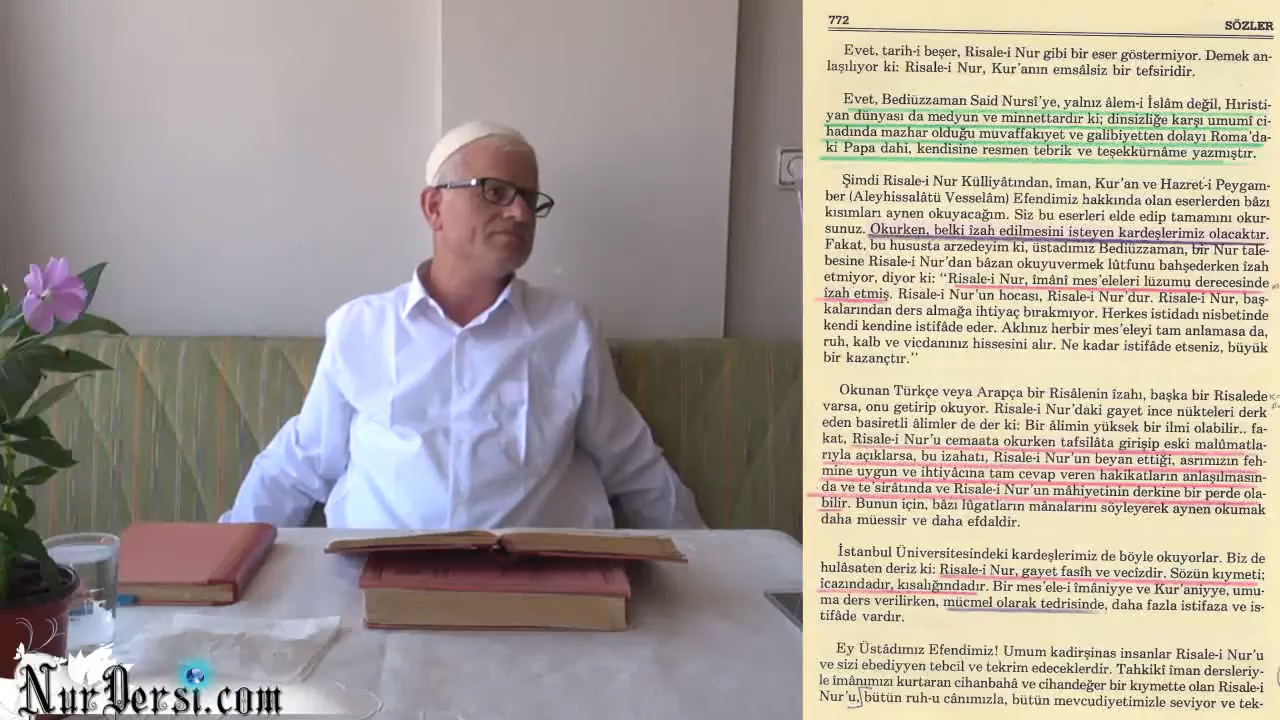 772
SÖZLER
Evet, tarih-i beşer, Risale-i Nur gibi bir eser göstermiyor. Demek an-
laşılıyor ki: Risale-i Nur, Kur'anın emsâlsiz bir tefsiridir.
Evet, Bediüzzaman Said Nursî'ye, yalnız âlem-i İslâm değil, Hıristi-
yan dünyası da medyun ve minnettardır ki; dinsizliğe karşı umumî ci-
hadında mazhar olduğu muvaffakıyet ve galibiyetten dolayı Roma'da-
ki Papa dahi, kendisine resmen tebrik ve teşekkürnâme yazmıştır.
Şimdi Risale-i Nur Külliyâtından, îman, Kur'an ve Hazret-i Peygam-
ber (Aleyhissalâtü Vesselâm) Efendimiz hakkında olan eserlerden bâzı
kısımları aynen okuyacağım. Siz bu eserleri elde edip tamamını okur-
sunuz. Okurken, belki îzah edilmesini isteyen kardeşlerimiz olacaktır.
Fakat, bu hususta arzedeyim ki, üstadımız Bediüzzaman, bir Nur tale-
besine Risale-i Nur'dan bâzan okuyuvermek lûtfunu bahşederken îzah
etmiyor, diyor ki: "Risale-i Nur, îmânî mes'eleleri lüzumu derecesinde
îzah etmiş. Risale-i Nur'un hocası, Risale-i Nur'dur. Risale-i Nur, baş-
kalarından ders almağa ihtiyaç bırakmıyor. Herkes istidadı nisbetinde
kendi kendine istifâde eder. Aklınız herbir mes'eleyi tam anlamasa da,
ruh, kalb ve vicdanınız hissesini alır. Ne kadar istifâde etseniz, büyük
bir kazançtır."
Okunan Türkçe veya Arapça bir Risâlenin îzahı, başka bir Risalede
varsa, onu getirip okuyor. Risale-i Nur'daki gayet ince nükteleri derk
eden basiretli âlimler de der ki: Bir âlimin yüksek bir ilmi olabilir.. fa-
kat, Risale-i Nur'u cemaata okurken tafsilâta girişip eski malûmatla-
rıyla açıklarsa, bu izahatı, Risale-i Nur'un beyan ettiği, asrımızın feh-
mine uygun ve ihtiyâcına tam cevap veren hakikatların anlaşılmasın-
da ve te'sirâtında ve Risale-i Nur'un mâhiyetinin derkine bir perde ola-
bilir. Bunun için, bâzı lûgatların mânalarını söyleyerek aynen okumak
daha müessir ve daha efdaldir.
İstanbul Üniversitesindeki kardeşlerimiz de böyle okuyorlar. Biz de
hulâsaten deriz ki: Risale-i Nur, gayet fasîh ve vecîzdir. Sözün kıymeti;
îcazındadır, kısalığındadır. Bir mes'ele-i îmâniyye ve Kur'aniyye, umu-
ma ders verilirken, mücmel olarak tedrisinde, daha fazla istifaza ve is-
tifâde vardır.
Ey Üstâdımız Efendimiz! Umum kadirşinas insanlar Risale-i Nur'u
ve sizi ebediyyen tebcil ve tekrim edeceklerdir. Tahkikî îman dersleriy-
le îmânımızı kurtaran cihanbahâ ve cihandeğer bir kıymette olan Risale-i
Nur'u, bütün ruh-u cânımızla, bütün mevcudiyetimizle seviyor ve tek-
NurDersi.com